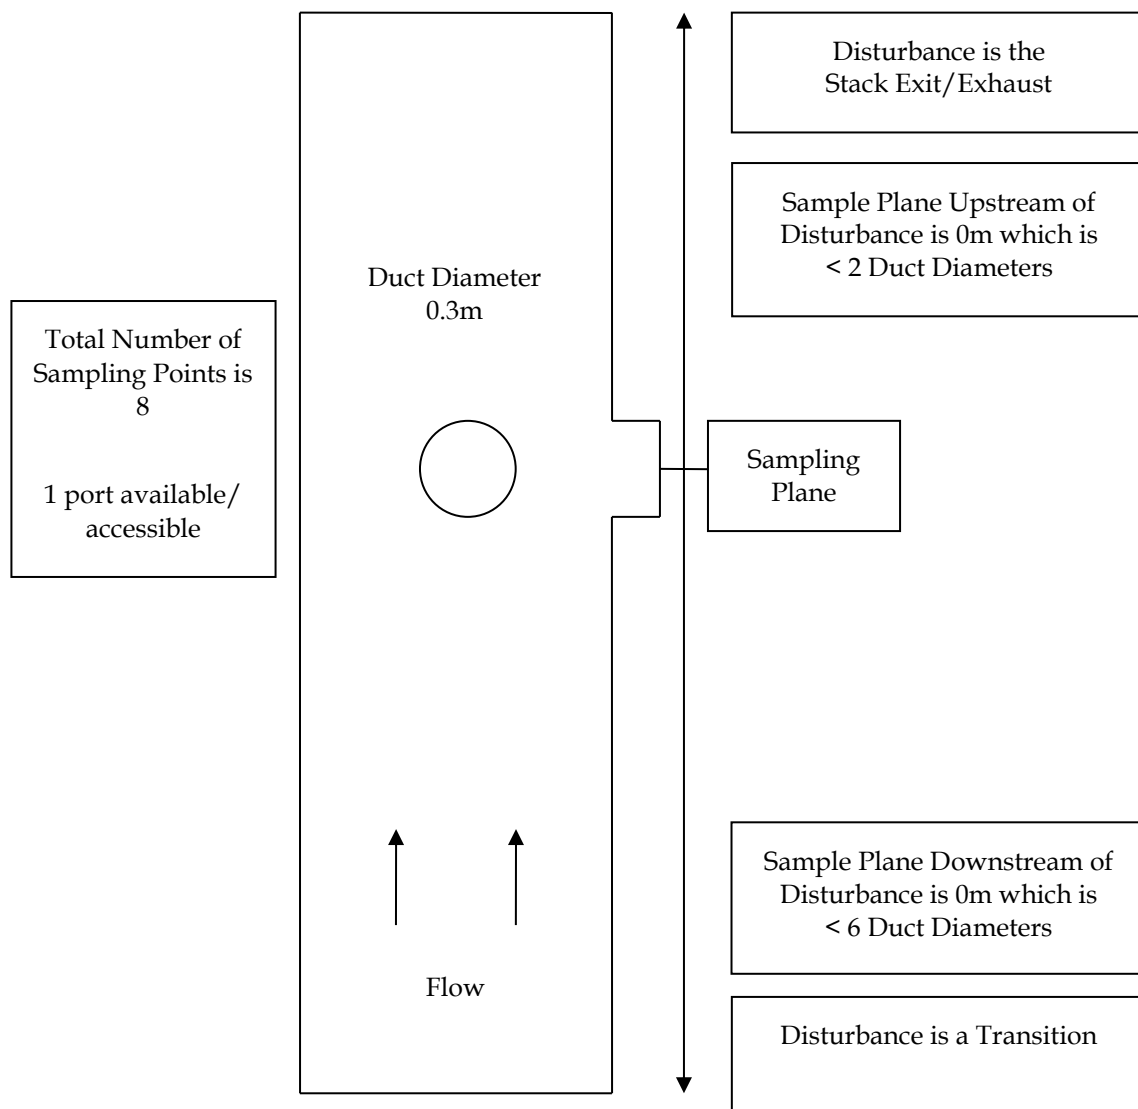 Disturbance is the
Stack Exit/Exhaust
Sample Plane Upstream of
Disturbance is 0m which is
< 2 Duct Diameters
Duct Diameter
0.3m
Total Number of
Sampling Points is
8
1 port available/
accessible
Sampling
Plane
Sample Plane Downstream of
Disturbance is 0m which is
< 6 Duct Diameters
Flow
Disturbance is a Transition